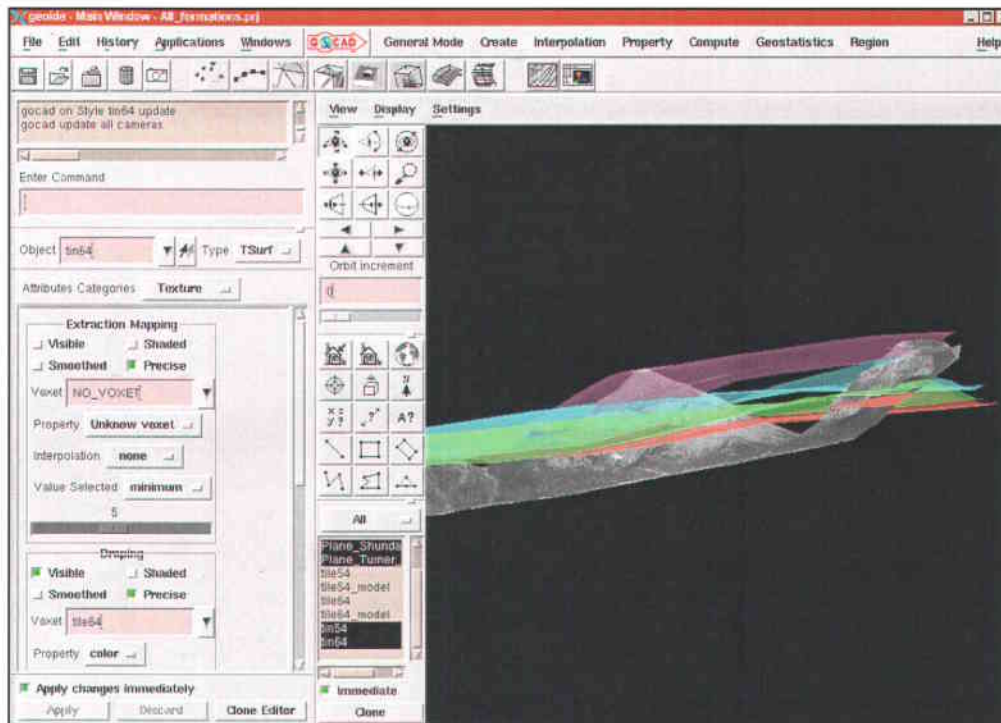 geoide - Main Window - All_formations.prj
File Edit History Applications Windows GOCAD General Mode Create Interpolation Property Compute Geostatistics Region Help
gocad on Style tin64 update
gocad update all cameras
Enter Command
Object tin64 Type TSurf
Attributes Categories Texture
Extraction Mapping
Visible Shaded
Smoothed Precise
Voxet NO_VOXET
Property Unknow voxet
Interpolation none
Value Selected minimum
5
Draping
Visible Shaded
Smoothed Precise
Voxet tile64
Property color
Apply changes immediately
Apply Discard Clone Editor
View Display Settings
Orbit increment
x= y? ?x A?
All
Plane_Shunda
Plane_Turner
tile54
tile54_model
tile64
tile64_model
tin54
tin64
Immediate
Clone